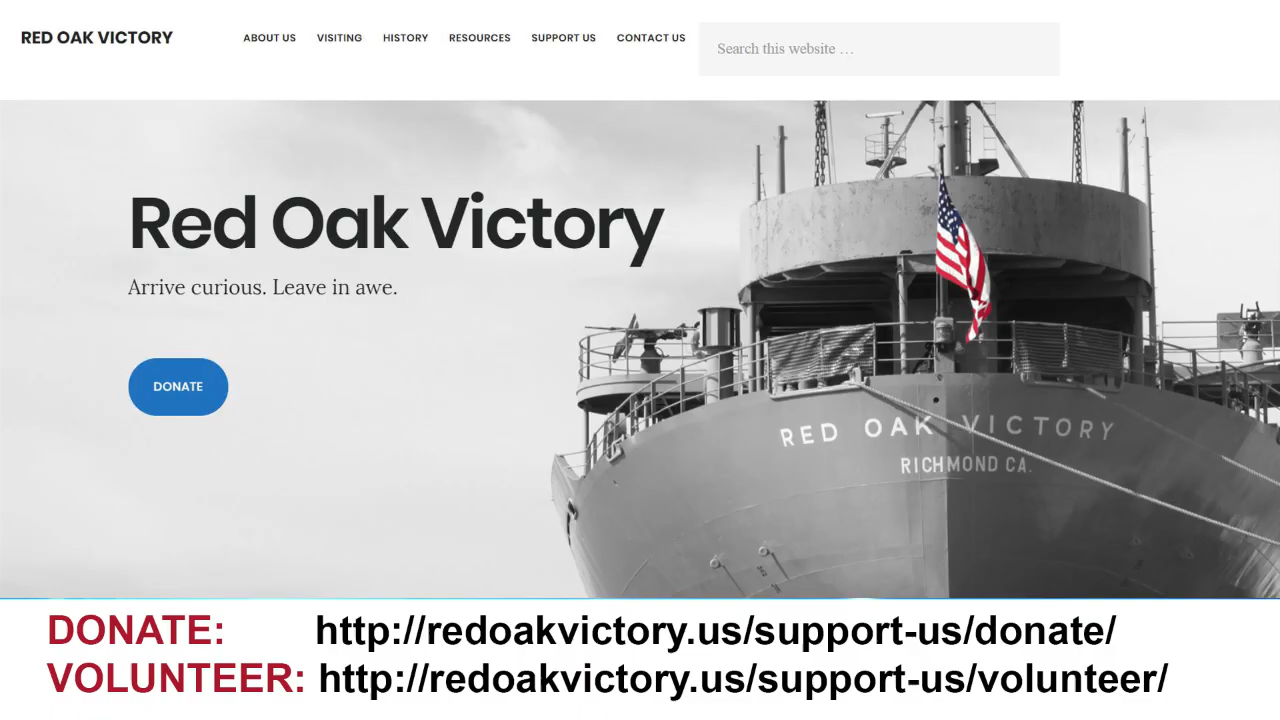 RED OAK VICTORY
ABOUT US VISITING HISTORY RESOURCES SUPPORT US CONTACT US
Search this website …
Red Oak Victory
Arrive curious. Leave in awe.
DONATE
RED OAK VICTORY
RICHMOND CA.
DONATE: http://redoakvictory.us/support-us/donate/
VOLUNTEER: http://redoakvictory.us/support-us/volunteer/